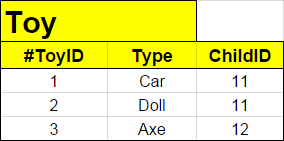 Toy
#ToyID Type ChildID
1 Car 11
2 Doll 11
3 Axe 12